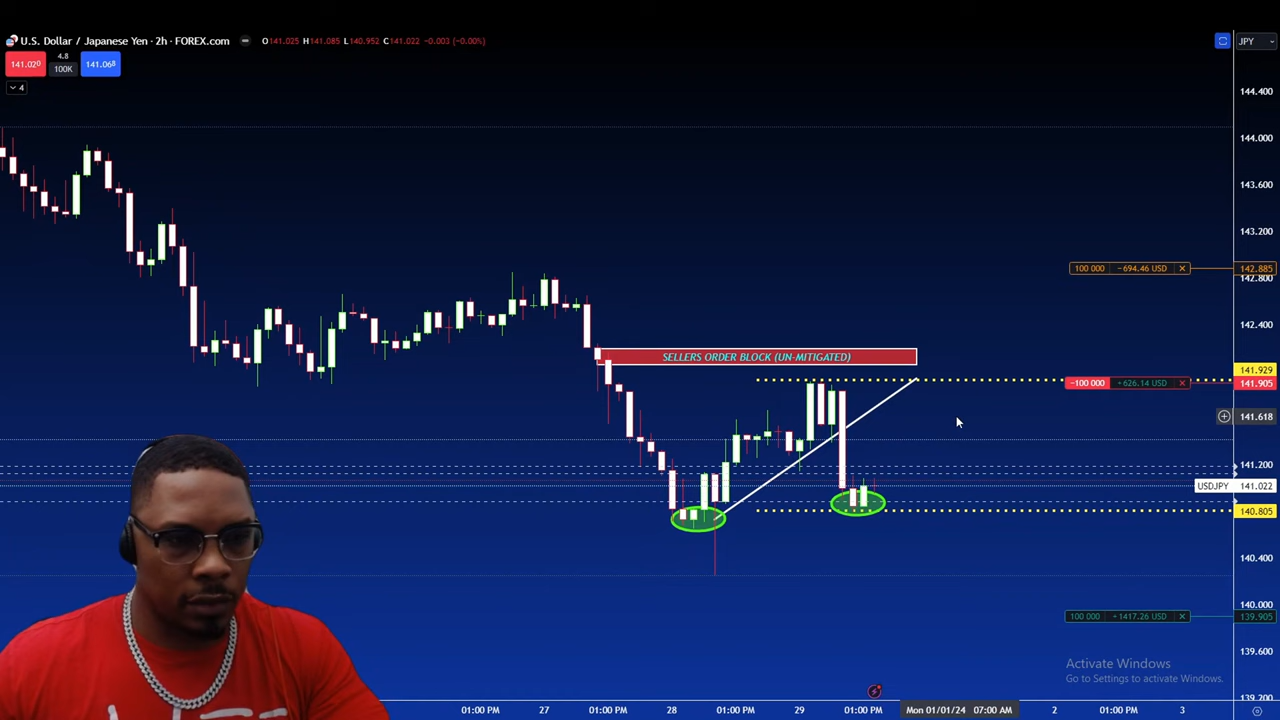 U.S. Dollar / Japanese Yen · 2h · FOREX.com O141.025 H141.085 L140.952 C141.022 −0.003 (−0.00%)
JPY
141.020 4.8 100K 141.068
4
144.400
144.000
143.600
143.200
100 000 −694.46 USD × 142.885
142.800
142.400
SELLERS ORDER BLOCK (UN-MITIGATED)
141.929
−100 000 +626.14 USD × 141.905
141.618
141.200
USDJPY 141.022
140.805
140.400
140.000
100 000 +1417.26 USD × 139.905
139.600
Activate Windows
Go to Settings to activate Windows.
139.200
01:00 PM 27 01:00 PM 28 01:00 PM 29 01:00 PM Mon 01/01/24 07:00 AM 2 01:00 PM 3